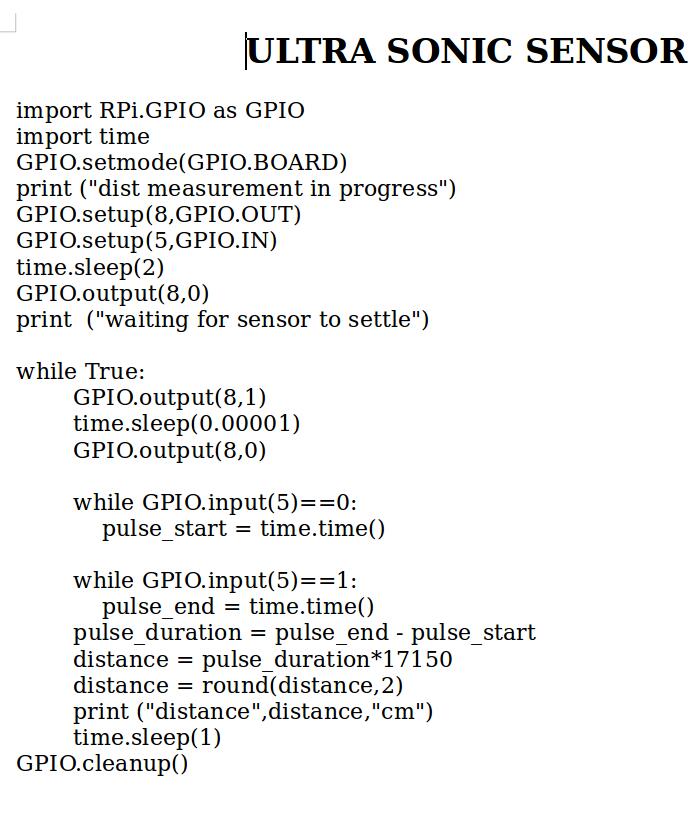 ULTRA SONIC SENSOR
import RPi.GPIO as GPIO
import time
GPIO.setmode(GPIO.BOARD)
print ("dist measurement in progress")
GPIO.setup(8,GPIO.OUT)
GPIO.setup(5,GPIO.IN)
time.sleep(2)
GPIO.output(8,0)
print  ("waiting for sensor to settle")

while True:
        GPIO.output(8,1)
        time.sleep(0.00001)
        GPIO.output(8,0)

        while GPIO.input(5)==0:
            pulse_start = time.time()

        while GPIO.input(5)==1:
            pulse_end = time.time()
        pulse_duration = pulse_end - pulse_start
        distance = pulse_duration*17150
        distance = round(distance,2)
        print ("distance",distance,"cm")
        time.sleep(1)
GPIO.cleanup()